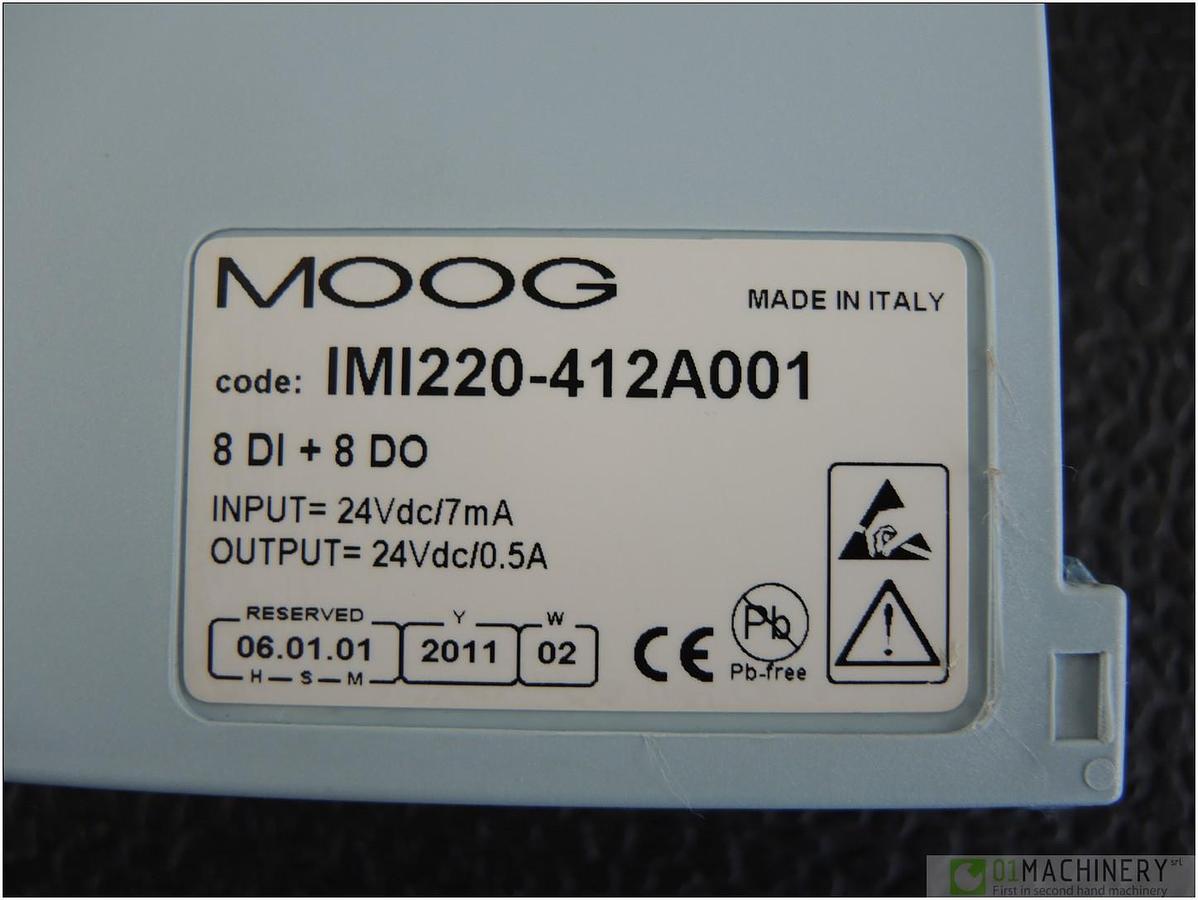 MOOG
MADE IN ITALY
code: IMI220-412A001
8 DI + 8 DO
INPUT= 24Vdc/7mA
OUTPUT= 24Vdc/0.5A
RESERVED Y W
06.01.01 2011 02
H — S — M
CE
Pb
Pb-free
01MACHINERY srl
First in second hand machinery